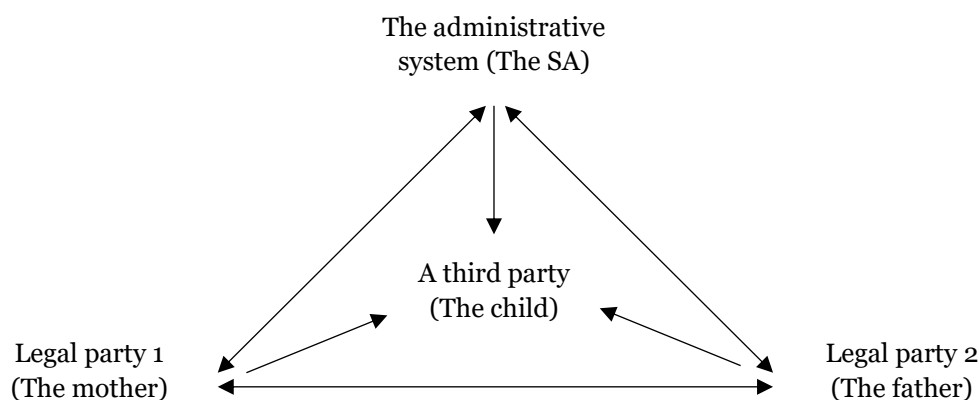 The administrative
system (The SA)
A third party
(The child)
Legal party 1
(The mother)
Legal party 2
(The father)